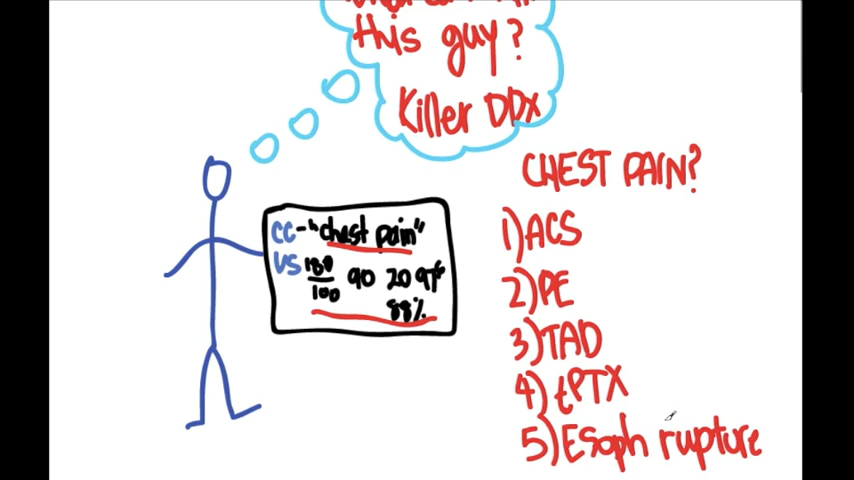 this guy?
Killer DDx
CHEST PAIN?
CC-"chest pain"
VS 180/100 90 20 97⁶
88%
1) ACS
2) PE
3) TAD
4) tPTX
5) Esoph rupture